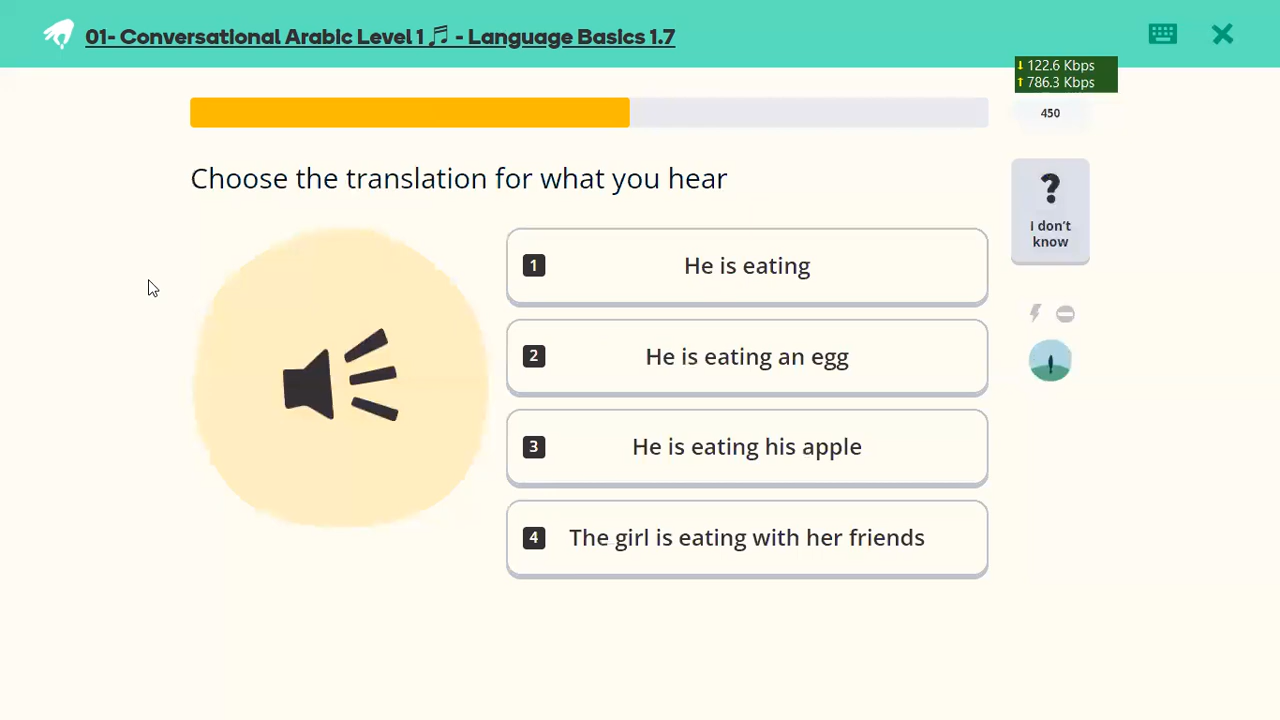 01- Conversational Arabic Level 1 🎵 - Language Basics 1.7
↓ 122.6 Kbps
↑ 786.3 Kbps
450
Choose the translation for what you hear
?
I don't
know
1 He is eating
2 He is eating an egg
3 He is eating his apple
4 The girl is eating with her friends